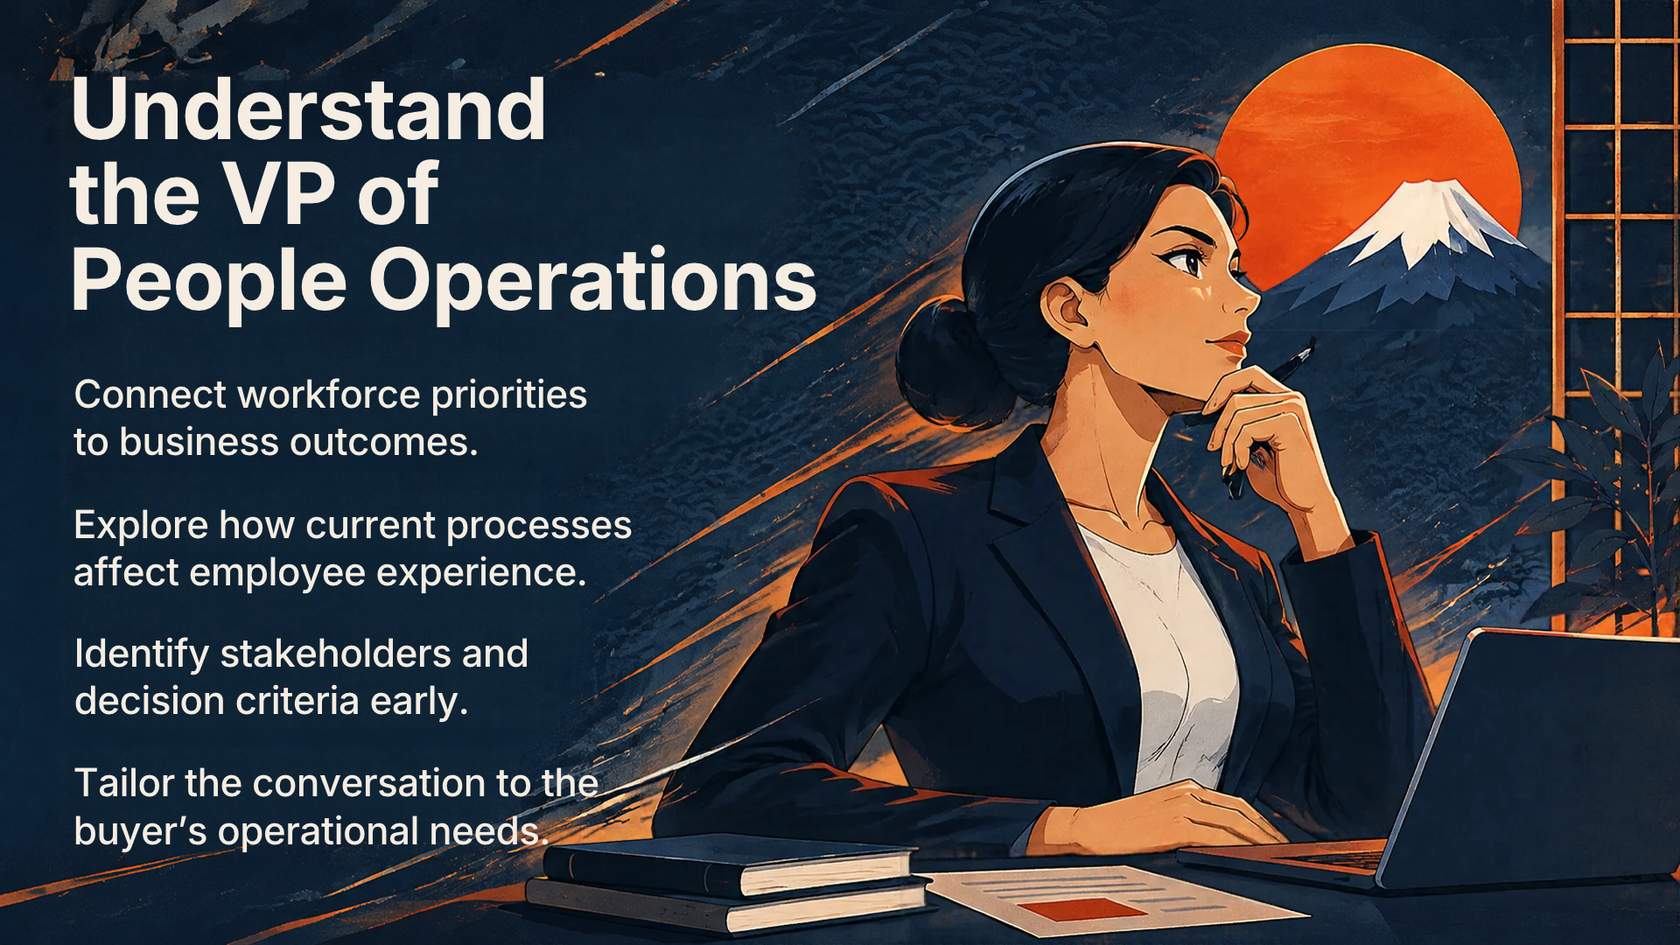 Understand
the VP of
People Operations
Connect workforce priorities
to business outcomes.
Explore how current processes
affect employee experience.
Identify stakeholders and
decision criteria early.
Tailor the conversation to the
buyer’s operational needs.